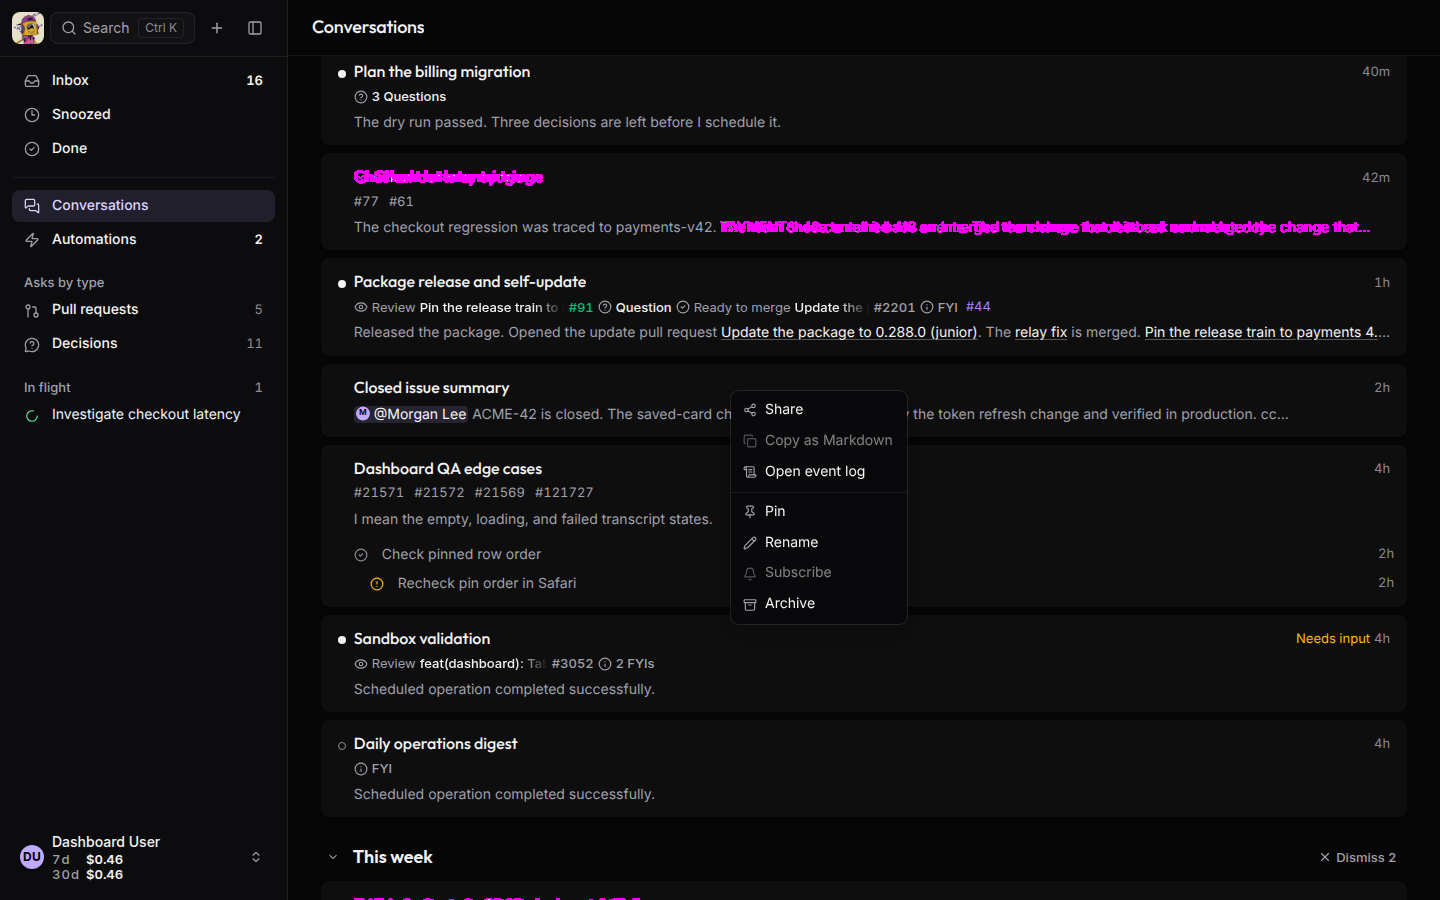 Search Ctrl K
Inbox 16
Snoozed
Done
Conversations
Automations 2
Asks by type
Pull requests 5
Decisions 11
In flight 1
Investigate checkout latency
DU Dashboard User
7d $0.46
30d $0.46
Conversations
Plan the billing migration 40m
3 Questions
The dry run passed. Three decisions are left before I schedule it.
42m
#77 #61
The checkout regression was traced to payments-v42. change that...
Package release and self-update 1h
Review Pin the release train to #91 Question Ready to merge Update the #2201 FYI #44
Released the package. Opened the update pull request Update the package to 0.288.0 (junior). The relay fix is merged. Pin the release train to payments 4....
Closed issue summary 2h
M @Morgan Lee ACME-42 is closed. The saved-card the token refresh change and verified in production. cc...
Share
Copy as Markdown
Open event log
Pin
Rename
Subscribe
Archive
Dashboard QA edge cases 4h
#21571 #21572 #21569 #121727
I mean the empty, loading, and failed transcript states.
Check pinned row order 2h
Recheck pin order in Safari 2h
Sandbox validation Needs input 4h
Review feat(dashboard): #3052 2 FYIs
Scheduled operation completed successfully.
Daily operations digest 4h
FYI
Scheduled operation completed successfully.
This week Dismiss 2